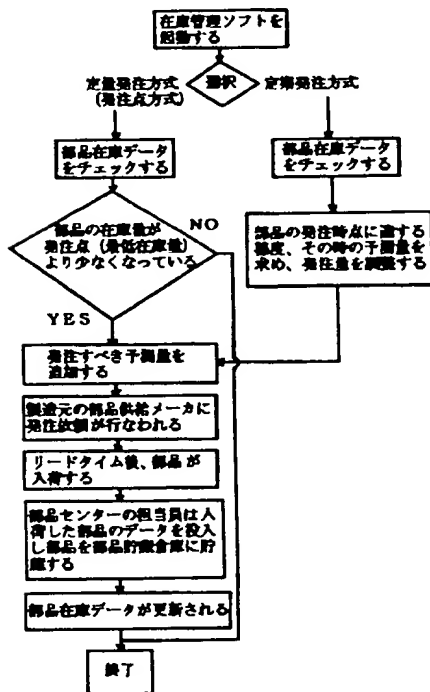 在庫管理ソフトを
起動する
選択
定量発注方式
(発注点方式)
定期発注方式
部品在庫データ
をチェックする
部品在庫データ
をチェックする
部品の在庫量が
発注点(最低在庫量)
より少なくなっている
NO
YES
部品の発注時点に達する
都度、その時の予測量を
求め、発注量を調整する
発注すべき予測量を
追加する
製造元の部品供給メーカに
発注依頼が行なわれる
リードタイム後、部品が
入荷する
部品センターの担当員は入
荷した部品のデータを投入
し部品を部品貯蔵倉庫に貯
蔵する
部品在庫データが更新される
終了